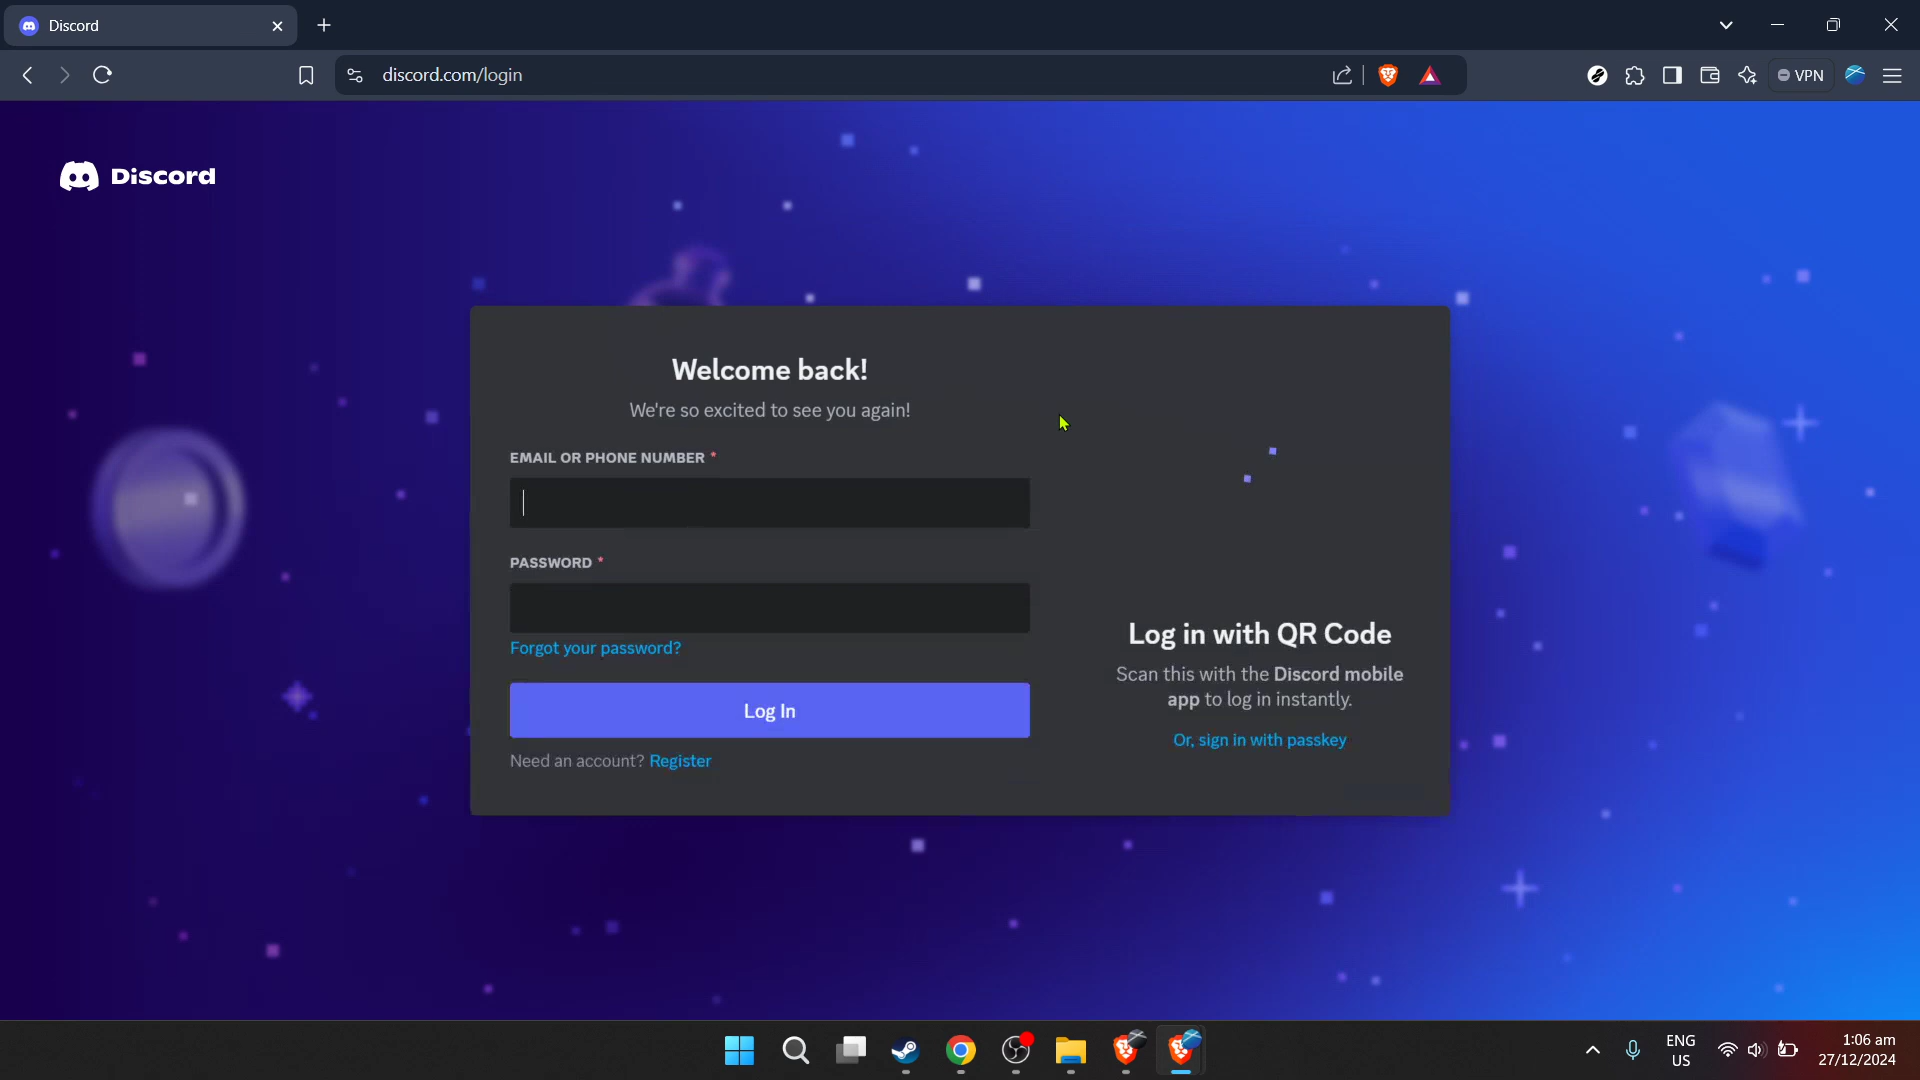 Discord
discord.com/login
VPN
Discord
Welcome back!
We're so excited to see you again!
EMAIL OR PHONE NUMBER *
PASSWORD *
Forgot your password?
Log In
Need an account? Register
Log in with QR Code
Scan this with the Discord mobile
app to log in instantly.
Or, sign in with passkey
ENG
US
1:06 am
27/12/2024